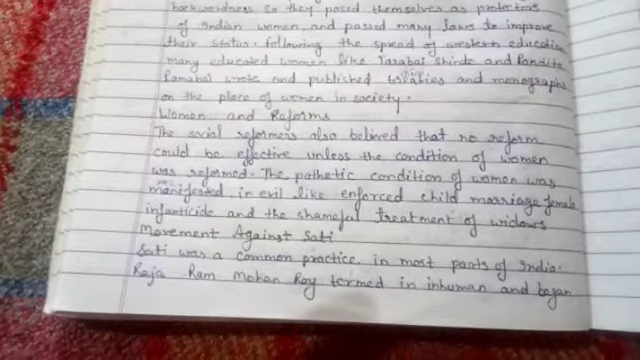 backwardness. So they posed themselves as protectors
of Indian women and passed many laws to improve
their status. Following the spread of western education
many educated women like Tarabai Shinde and Pandita
Ramabai wrote and published treaties and monographs
on the place of women in society.
Women and Reforms
The social reformers also belived that no reform
could be effective unless the condition of women
was reformed. The pathetic condition of women was
manifested in evil like enforced child marriage, female
infanticide and the shameful treatment of widows
Movement Against Sati
Sati was a common practice in most parts of India.
Raja Ram Mohan Roy termed in inhuman and began